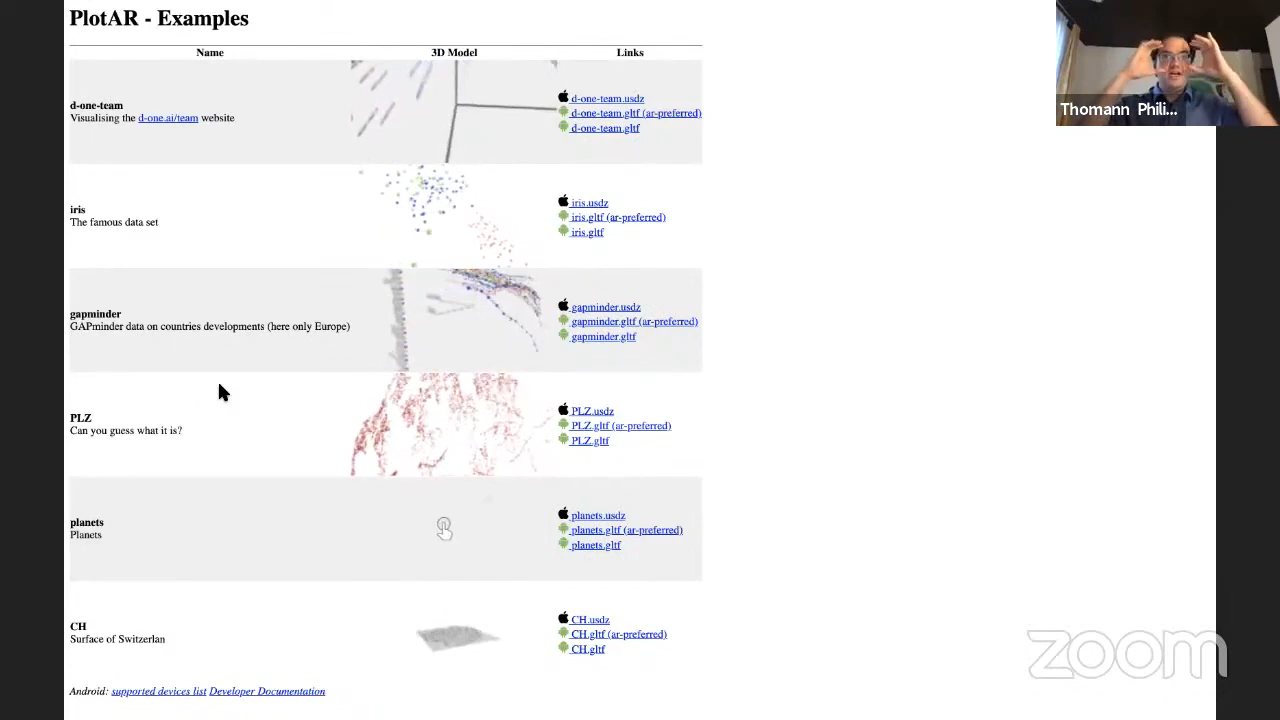 PlotAR - Examples
Name 3D Model Links
d-one-team
Visualising the d-one.ai/team website
d-one-team.usdz
d-one-team.gltf (ar-preferred)
d-one-team.gltf
iris
The famous data set
iris.usdz
iris.gltf (ar-preferred)
iris.gltf
gapminder
GAPminder data on countries developments (here only Europe)
gapminder.usdz
gapminder.gltf (ar-preferred)
gapminder.gltf
PLZ
Can you guess what it is?
PLZ.usdz
PLZ.gltf (ar-preferred)
PLZ.gltf
planets
Planets
planets.usdz
planets.gltf (ar-preferred)
planets.gltf
CH
Surface of Switzerlan
CH.usdz
CH.gltf (ar-preferred)
CH.gltf
Android: supported devices list Developer Documentation
Thomann Phili...
zoom